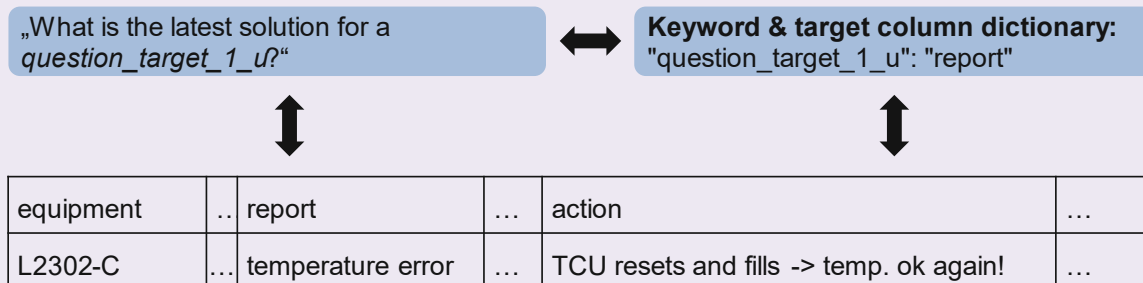 „What is the latest solution for a
question_target_1_u?“
Keyword & target column dictionary:
"question_target_1_u": "report"
equipment … report … action …
L2302-C … temperature error … TCU resets and fills -> temp. ok again! …